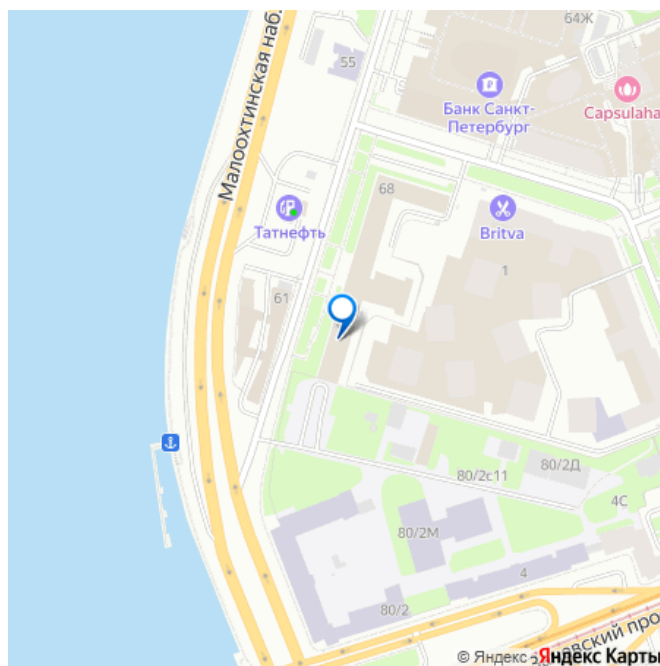 64Ж
Малоохтинская наб.
55
Банк Санкт-
Петербург
Capsulaha
68
Татнефть
Britva
1
61
80/2с11
80/2Д
4С
80/2М
4
80/2
© Яндекс
Яндекс Карты